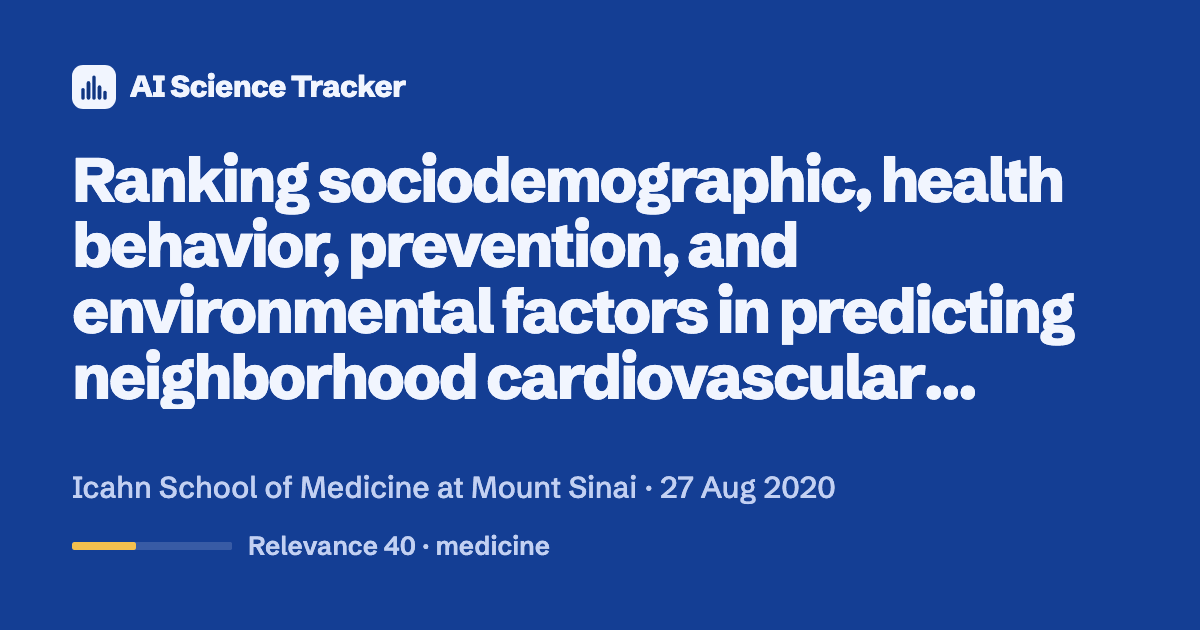 AI Science Tracker
Ranking sociodemographic, health
behavior, prevention, and
environmental factors in predicting
neighborhood cardiovascular...
Icahn School of Medicine at Mount Sinai · 27 Aug 2020
Relevance 40 · medicine